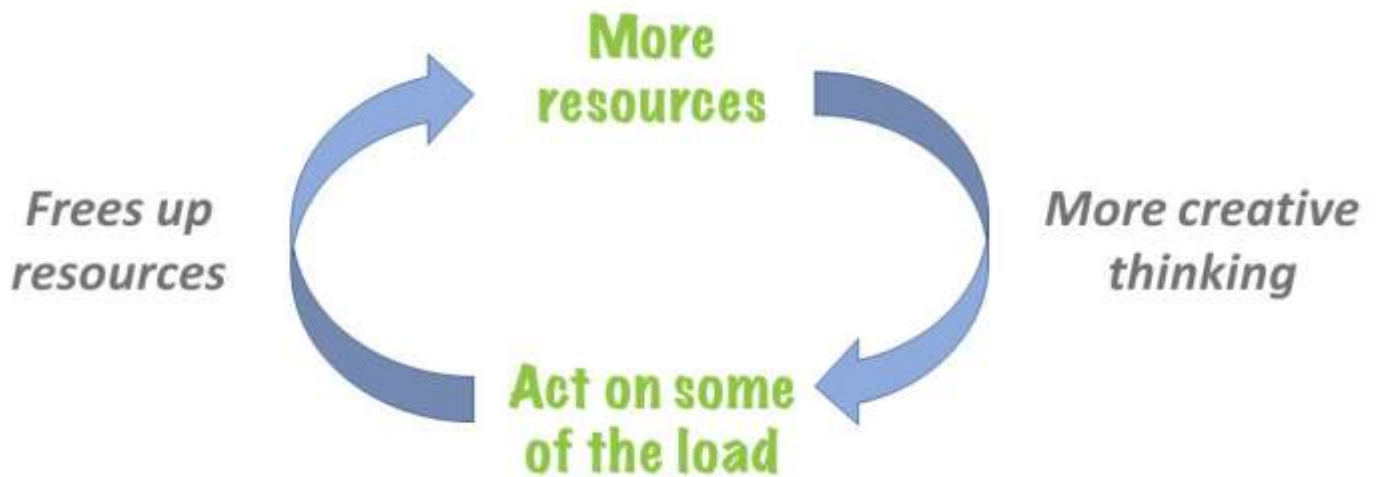 More
resources
Frees up
resources
More creative
thinking
Act on some
of the load